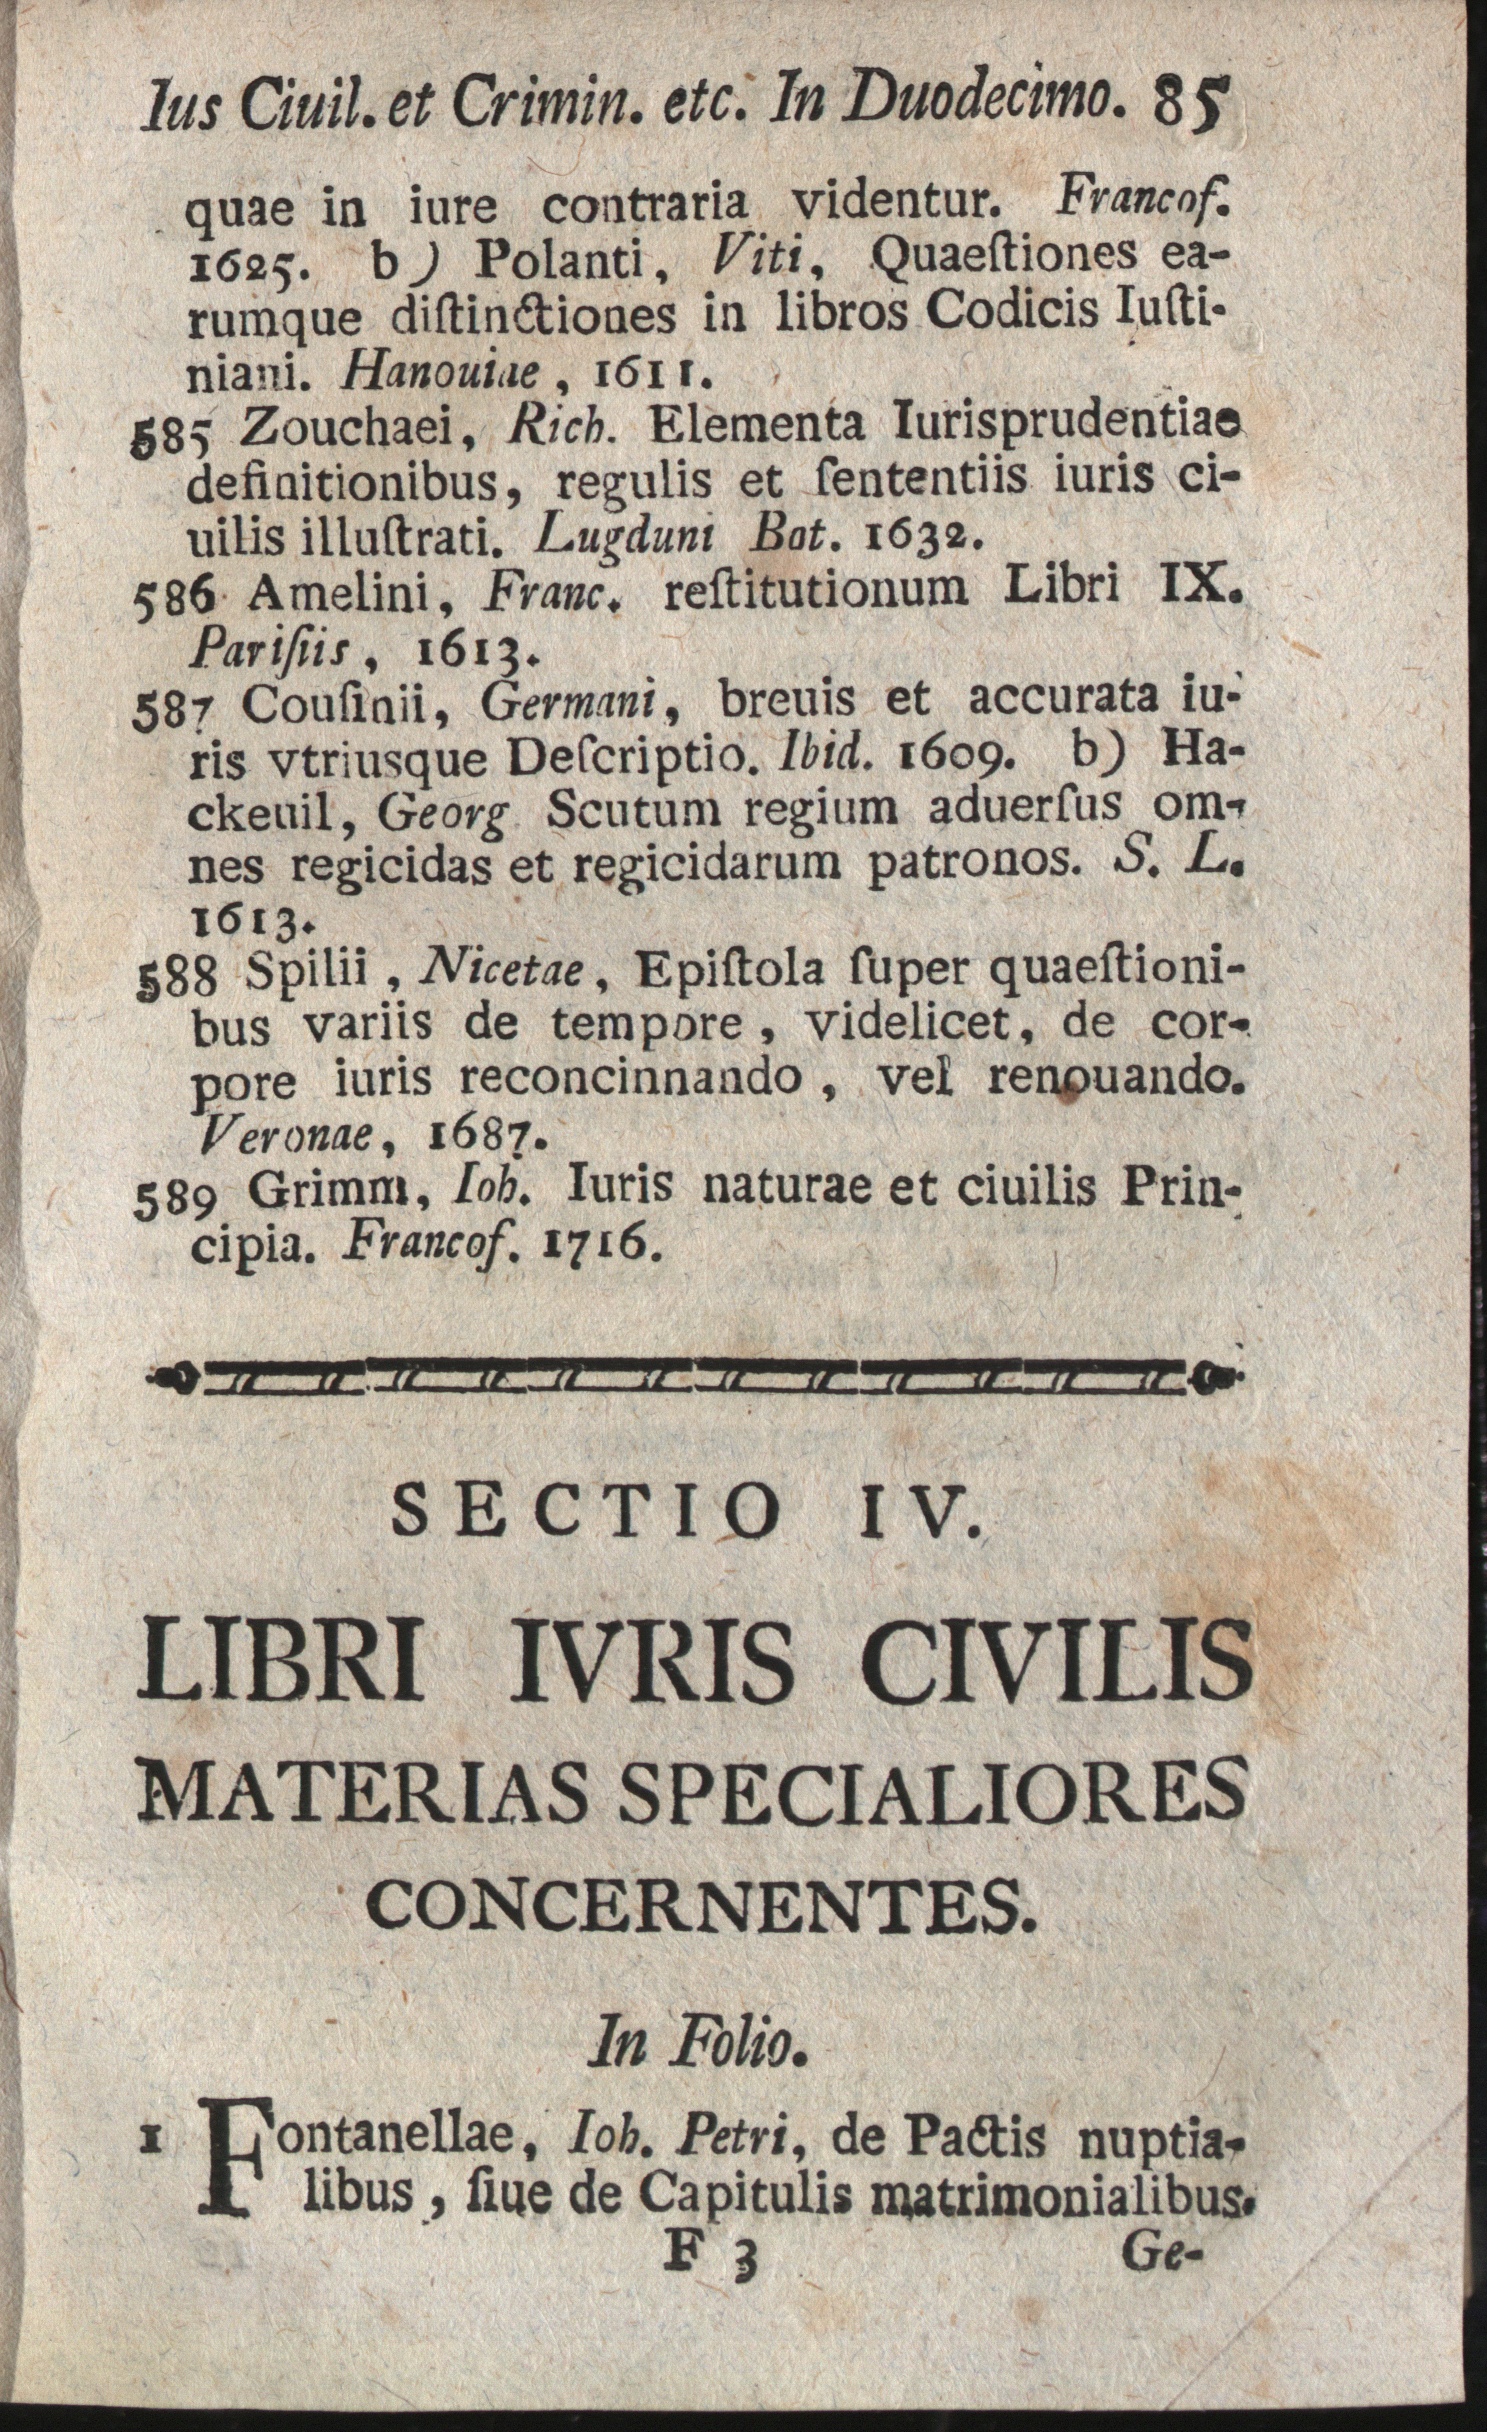 Ius Ciuil. et Crimin. etc. In Duodecimo. 85
quae in iure contraria videntur. Francof.
1625. b) Polanti, Viti, Quaeſtiones ea-
rumque diſtinctiones in libros Codicis Iuſti-
niani. Hanouiae, 1611.
585 Zouchaei, Rich. Elementa Iurisprudentiae
definitionibus, regulis et ſententiis iuris ci-
uilis illuſtrati. Lugduni Bat. 1632.
586 Amelini, Franc. reſtitutionum Libri IX.
Pariſiis, 1613.
587 Couſinii, Germani, breuis et accurata iu-
ris vtriusque Deſcriptio. Ibid. 1609. b) Ha-
ckeuil, Georg Scutum regium aduerſus om-
nes regicidas et regicidarum patronos. S. L.
1613.
588 Spilii, Nicetae, Epiſtola ſuper quaeſtioni-
bus variis de tempore, videlicet, de cor-
pore iuris reconcinnando, vel renouando.
Veronae, 1687.
589 Grimm, Ioh. Iuris naturae et ciuilis Prin-
cipia. Francof. 1716.
SECTIO IV.
LIBRI IVRIS CIVILIS
MATERIAS SPECIALIORES
CONCERNENTES.
In Folio.
1 Fontanellae, Ioh. Petri, de Pactis nuptia-
libus, ſiue de Capitulis matrimonialibus.
F 3 Ge-